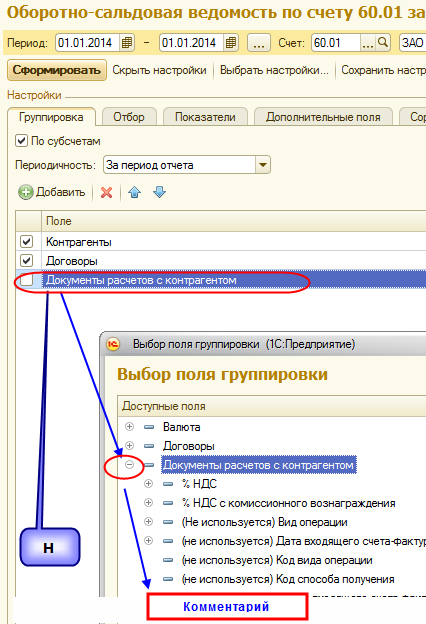 Оборотно-сальдовая ведомость по счету 60.01 за
Период: 01.01.2014 – 01.01.2014 ... Счет: 60.01 ... ЗАО
Сформировать Скрыть настройки Выбрать настройки... Сохранить настр
Настройки
Группировка Отбор Показатели Дополнительные поля Сор
По субсчетам
Периодичность: За период отчета
Добавить
Поле
Контрагенты
Договоры
Документы расчетов с контрагентом
Выбор поля группировки (1С:Предприятие)
Выбор поля группировки
Доступные поля
Валюта
Договоры
Документы расчетов с контрагентом
% НДС
% НДС с комиссионного вознаграждения
(Не используется) Вид операции
(не используется) Дата входящего счета-фактур
(не используется) Код вида операции
(не используется) Код способа получения
Н
Комментарий